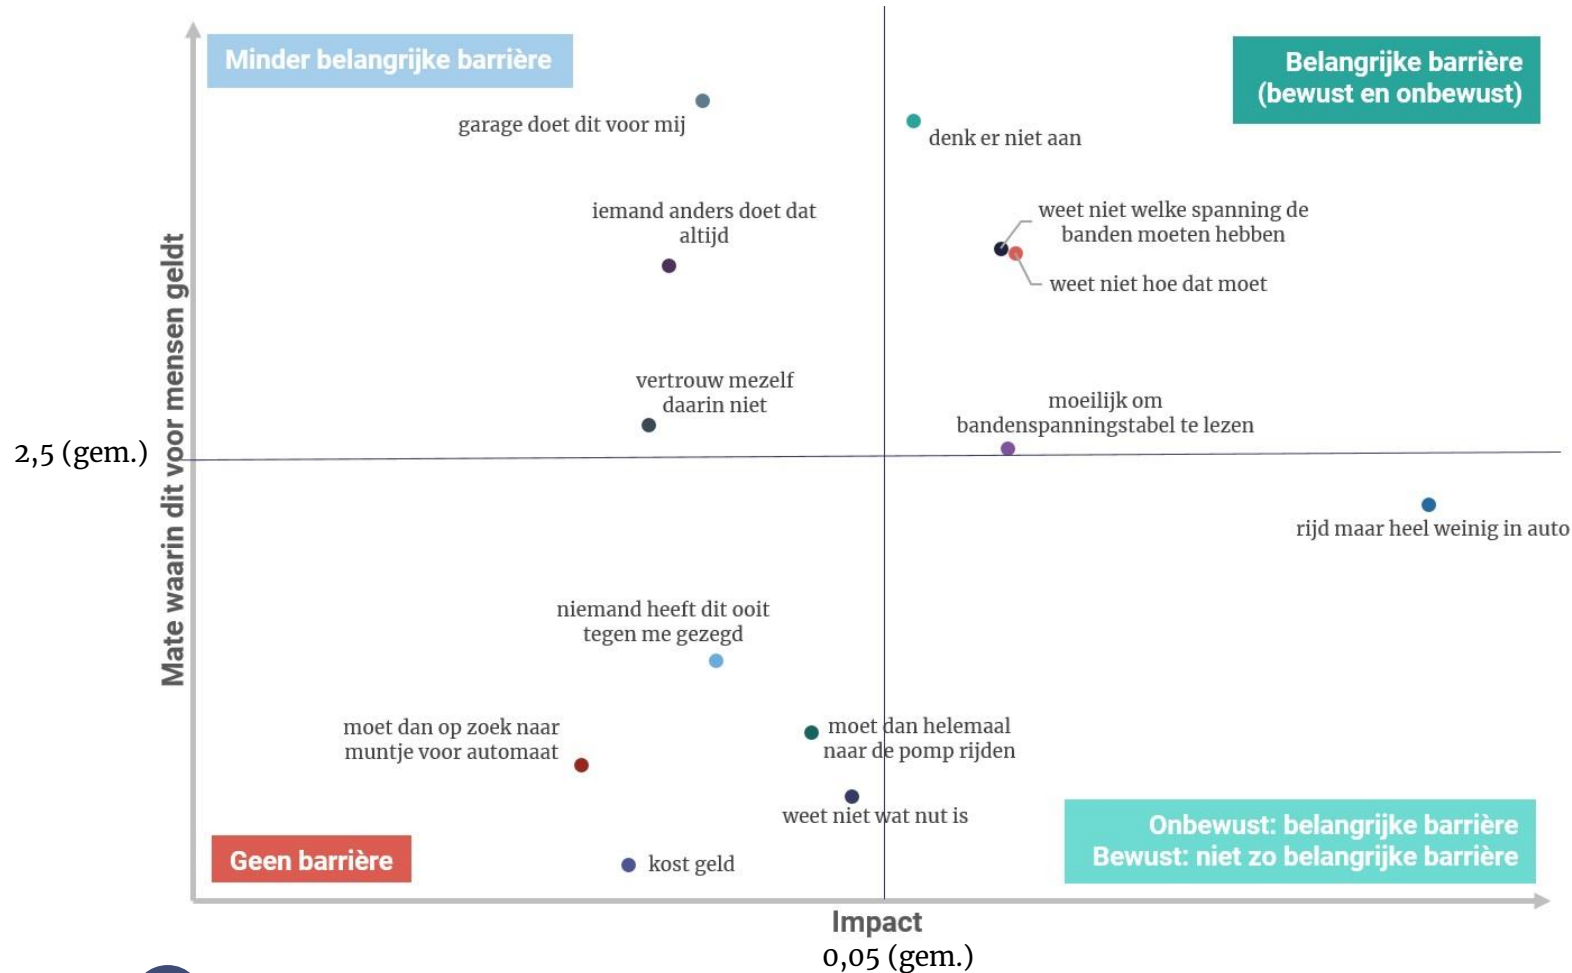 Minder belangrijke barrière
Belangrijke barrière
(bewust en onbewust)
garage doet dit voor mij
denk er niet aan
iemand anders doet dat
altijd
weet niet welke spanning de
banden moeten hebben
weet niet hoe dat moet
vertrouw mezelf
daarin niet
moeilijk om
bandenspanningstabel te lezen
Mate waarin dit voor mensen geldt
2,5 (gem.)
rijd maar heel weinig in auto
niemand heeft dit ooit
tegen me gezegd
moet dan op zoek naar
muntje voor automaat
moet dan helemaal
naar de pomp rijden
weet niet wat nut is
Geen barrière
kost geld
Onbewust: belangrijke barrière
Bewust: niet zo belangrijke barrière
Impact
0,05 (gem.)